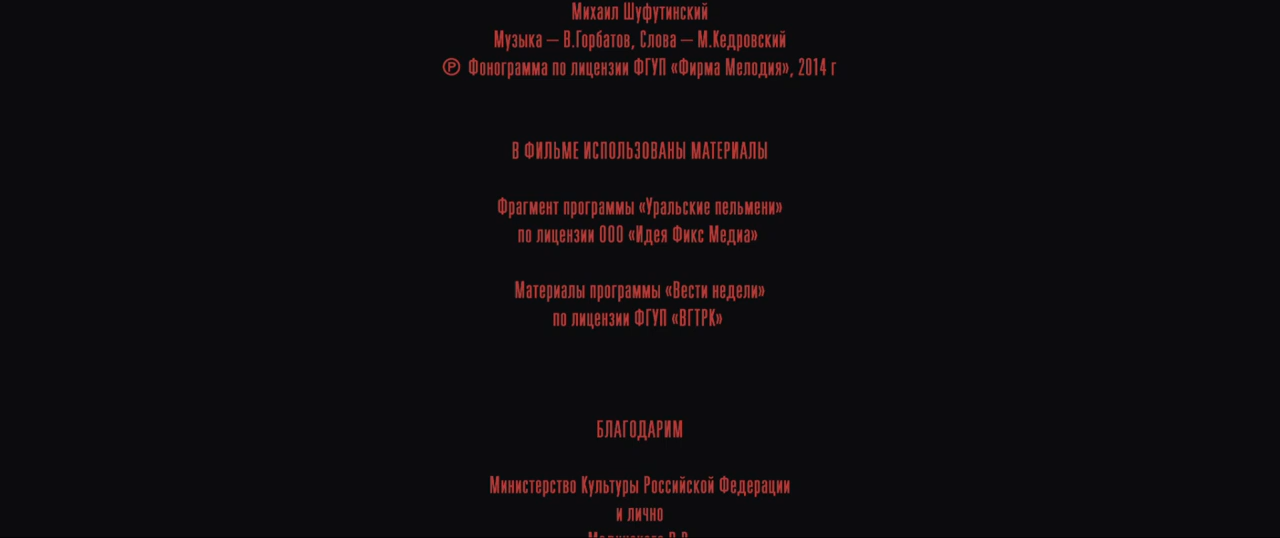 Михаил Шуфутинский
Музыка – В.Горбатов, Слова – М.Кедровский
℗ Фонограмма по лицензии ФГУП «Фирма Мелодия», 2014 г
В ФИЛЬМЕ ИСПОЛЬЗОВАНЫ МАТЕРИАЛЫ
Фрагмент программы «Уральские пельмени»
по лицензии ООО «Идея Фикс Медиа»
Материалы программы «Вести недели»
по лицензии ФГУП «ВГТРК»
БЛАГОДАРИМ
Министерство Культуры Российской Федерации
и лично